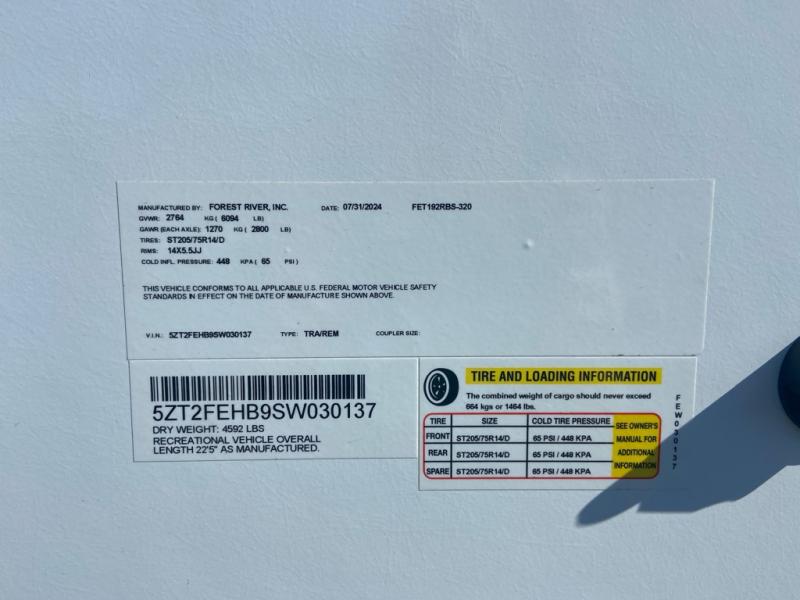 MANUFACTURED BY: FOREST RIVER, INC. DATE: 07/31/2024 FET192RBS-320
GVWR: 2764 KG ( 6094 LB)
GAWR (EACH AXLE): 1270 KG ( 2800 LB)
TIRES: ST205/75R14/D
RIMS: 14X5.5JJ
COLD INFL. PRESSURE: 448 KPA ( 65 PSI )
THIS VEHICLE CONFORMS TO ALL APPLICABLE U.S. FEDERAL MOTOR VEHICLE SAFETY
STANDARDS IN EFFECT ON THE DATE OF MANUFACTURE SHOWN ABOVE.
V.I.N.: 5ZT2FEHB9SW030137 TYPE: TRA/REM COUPLER SIZE:
5ZT2FEHB9SW030137
DRY WEIGHT: 4592 LBS
RECREATIONAL VEHICLE OVERALL
LENGTH 22'5" AS MANUFACTURED.
TIRE AND LOADING INFORMATION
The combined weight of cargo should never exceed
664 kgs or 1464 lbs.
TIRE SIZE COLD TIRE PRESSURE
FRONT ST205/75R14/D 65 PSI / 448 KPA
REAR ST205/75R14/D 65 PSI / 448 KPA
SPARE ST205/75R14/D 65 PSI / 448 KPA
SEE OWNER'S
MANUAL FOR
ADDITIONAL
INFORMATION
FEW030137